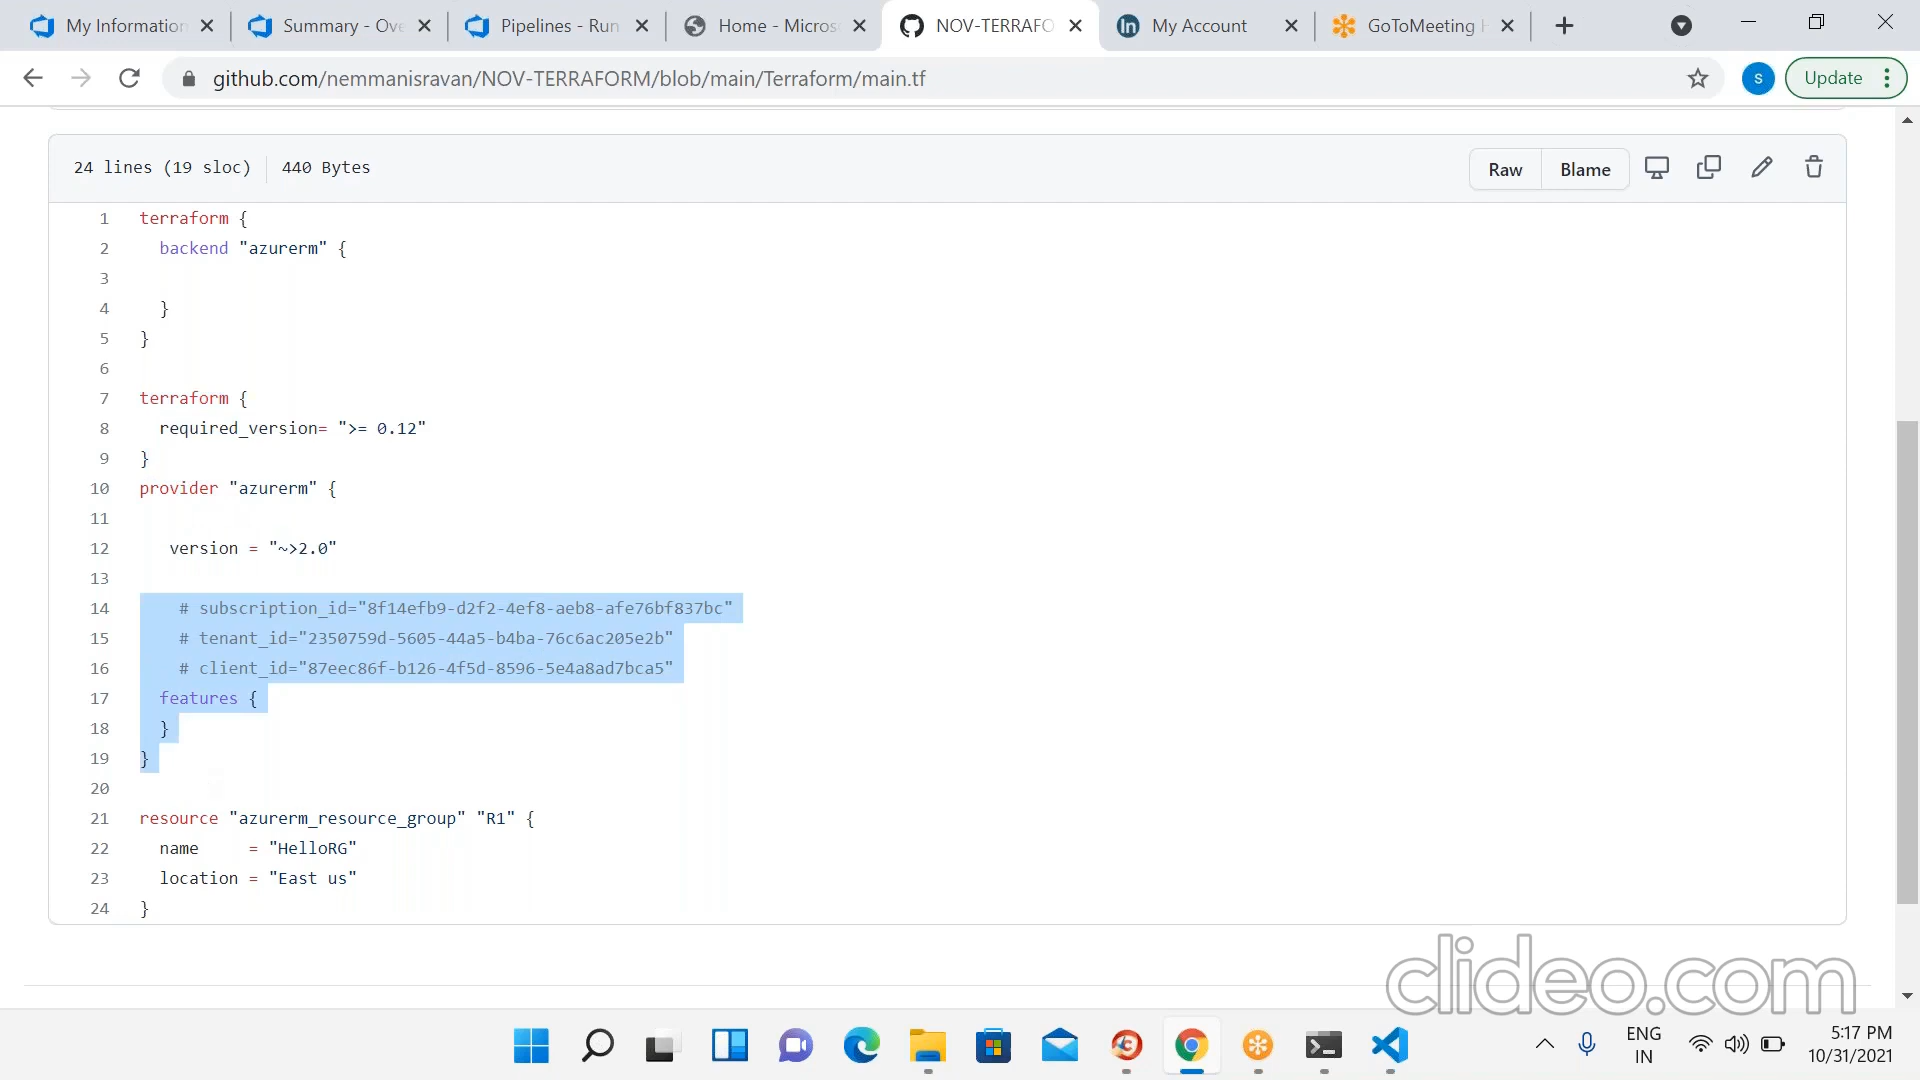 My Information
Summary - Ove
Pipelines - Run
Home - Micros
NOV-TERRAFO
My Account
GoToMeeting H
github.com/nemmanisravan/NOV-TERRAFORM/blob/main/Terraform/main.tf
s
Update
24 lines (19 sloc)
440 Bytes
Raw
Blame
1 terraform {
2 backend "azurerm" {
3
4 }
5 }
6
7 terraform {
8 required_version= ">= 0.12"
9 }
10 provider "azurerm" {
11
12 version = "~>2.0"
13
14 # subscription_id="8f14efb9-d2f2-4ef8-aeb8-afe76bf837bc"
15 # tenant_id="2350759d-5605-44a5-b4ba-76c6ac205e2b"
16 # client_id="87eec86f-b126-4f5d-8596-5e4a8ad7bca5"
17 features {
18 }
19 }
20
21 resource "azurerm_resource_group" "R1" {
22 name = "HelloRG"
23 location = "East us"
24 }
clideo.com
ENG
IN
5:17 PM
10/31/2021